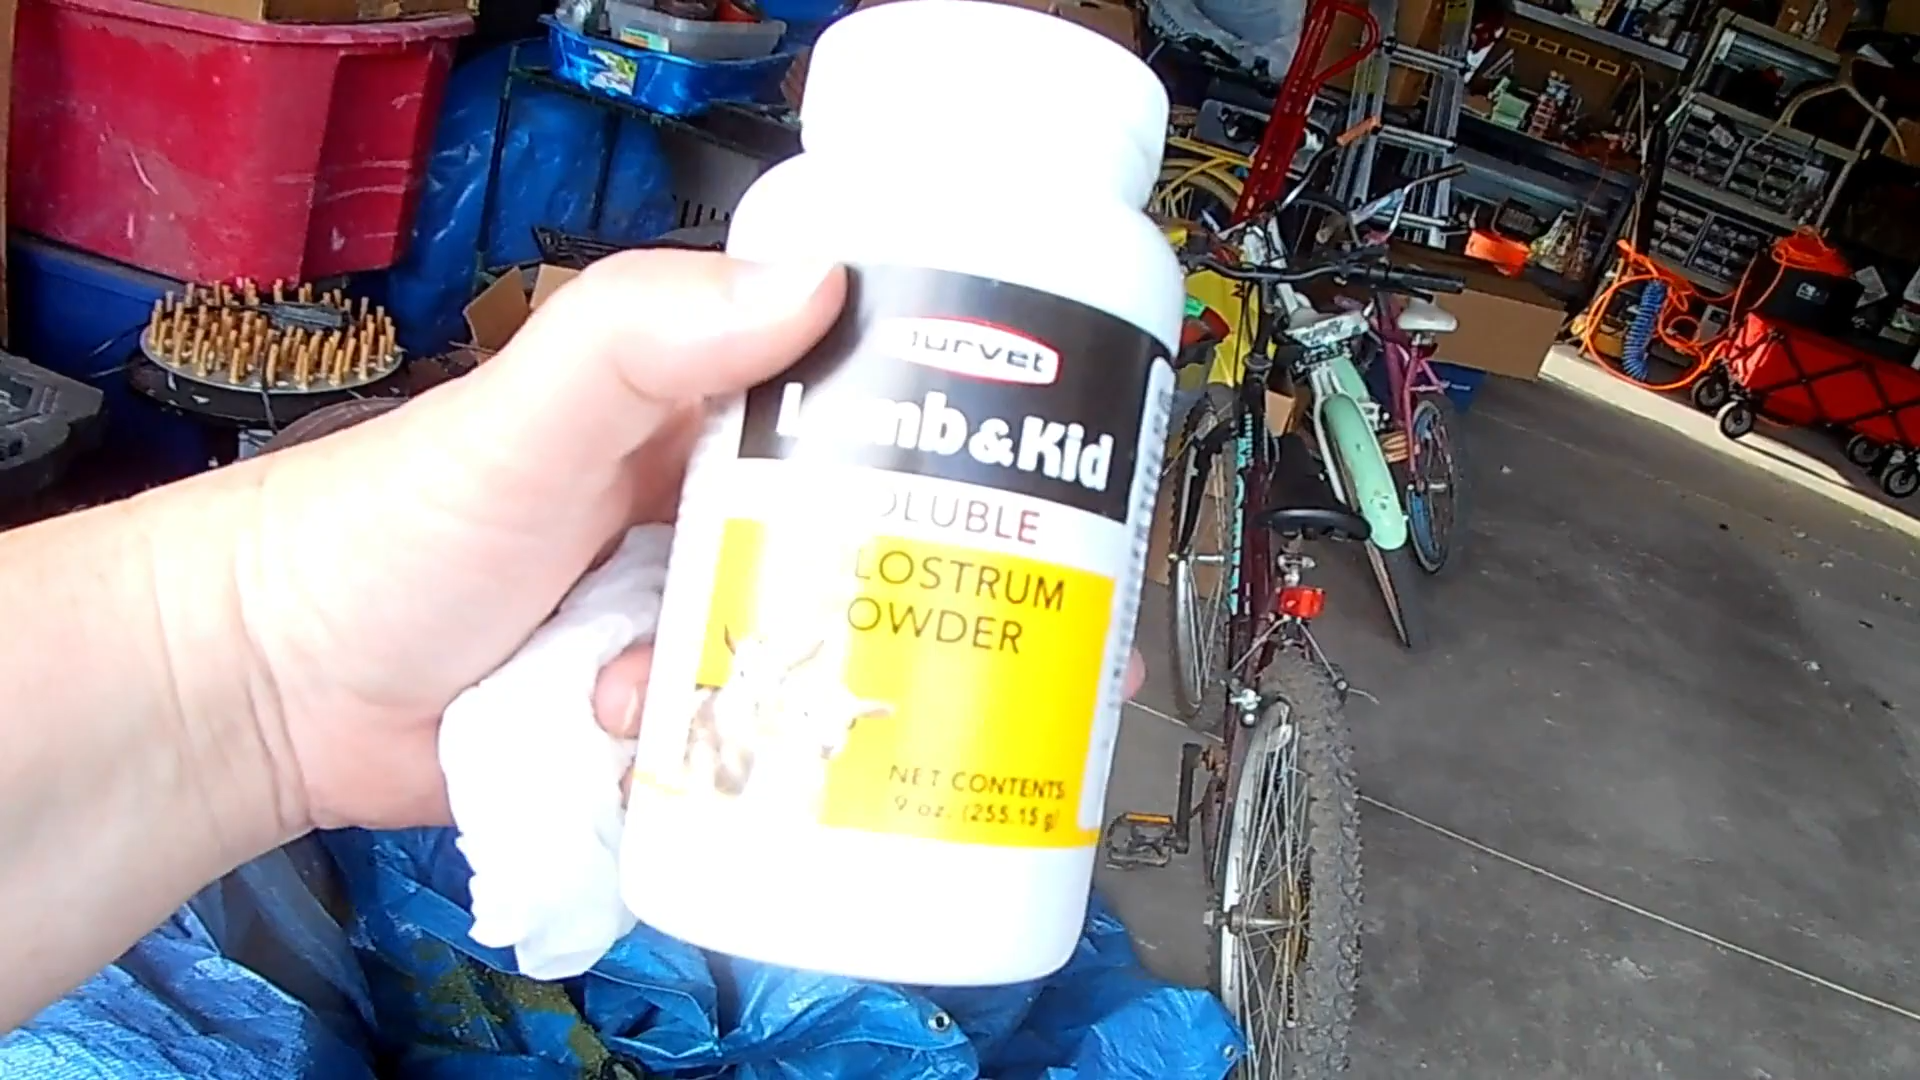 urvet
Lamb&Kid
OLUBLE
LOSTRUM
OWDER
NET CONTENTS
9 oz. (255.15 g)